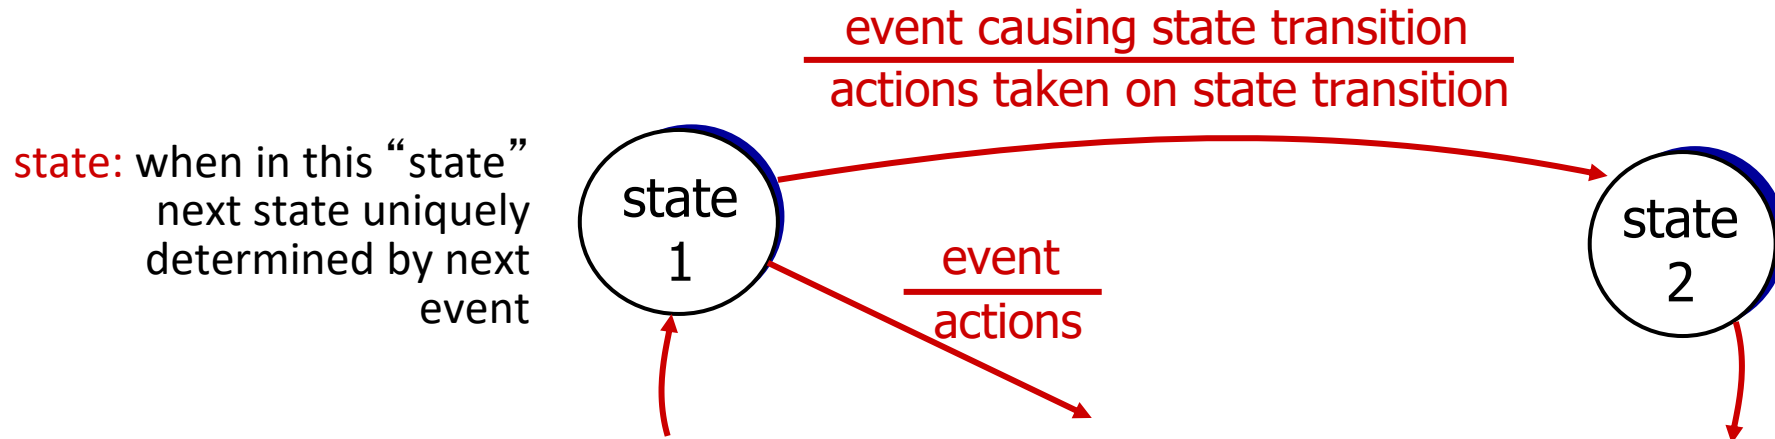 event causing state transition
actions taken on state transition
state: when in this “state”
next state uniquely
determined by next
event
state
1
event
actions
state
2